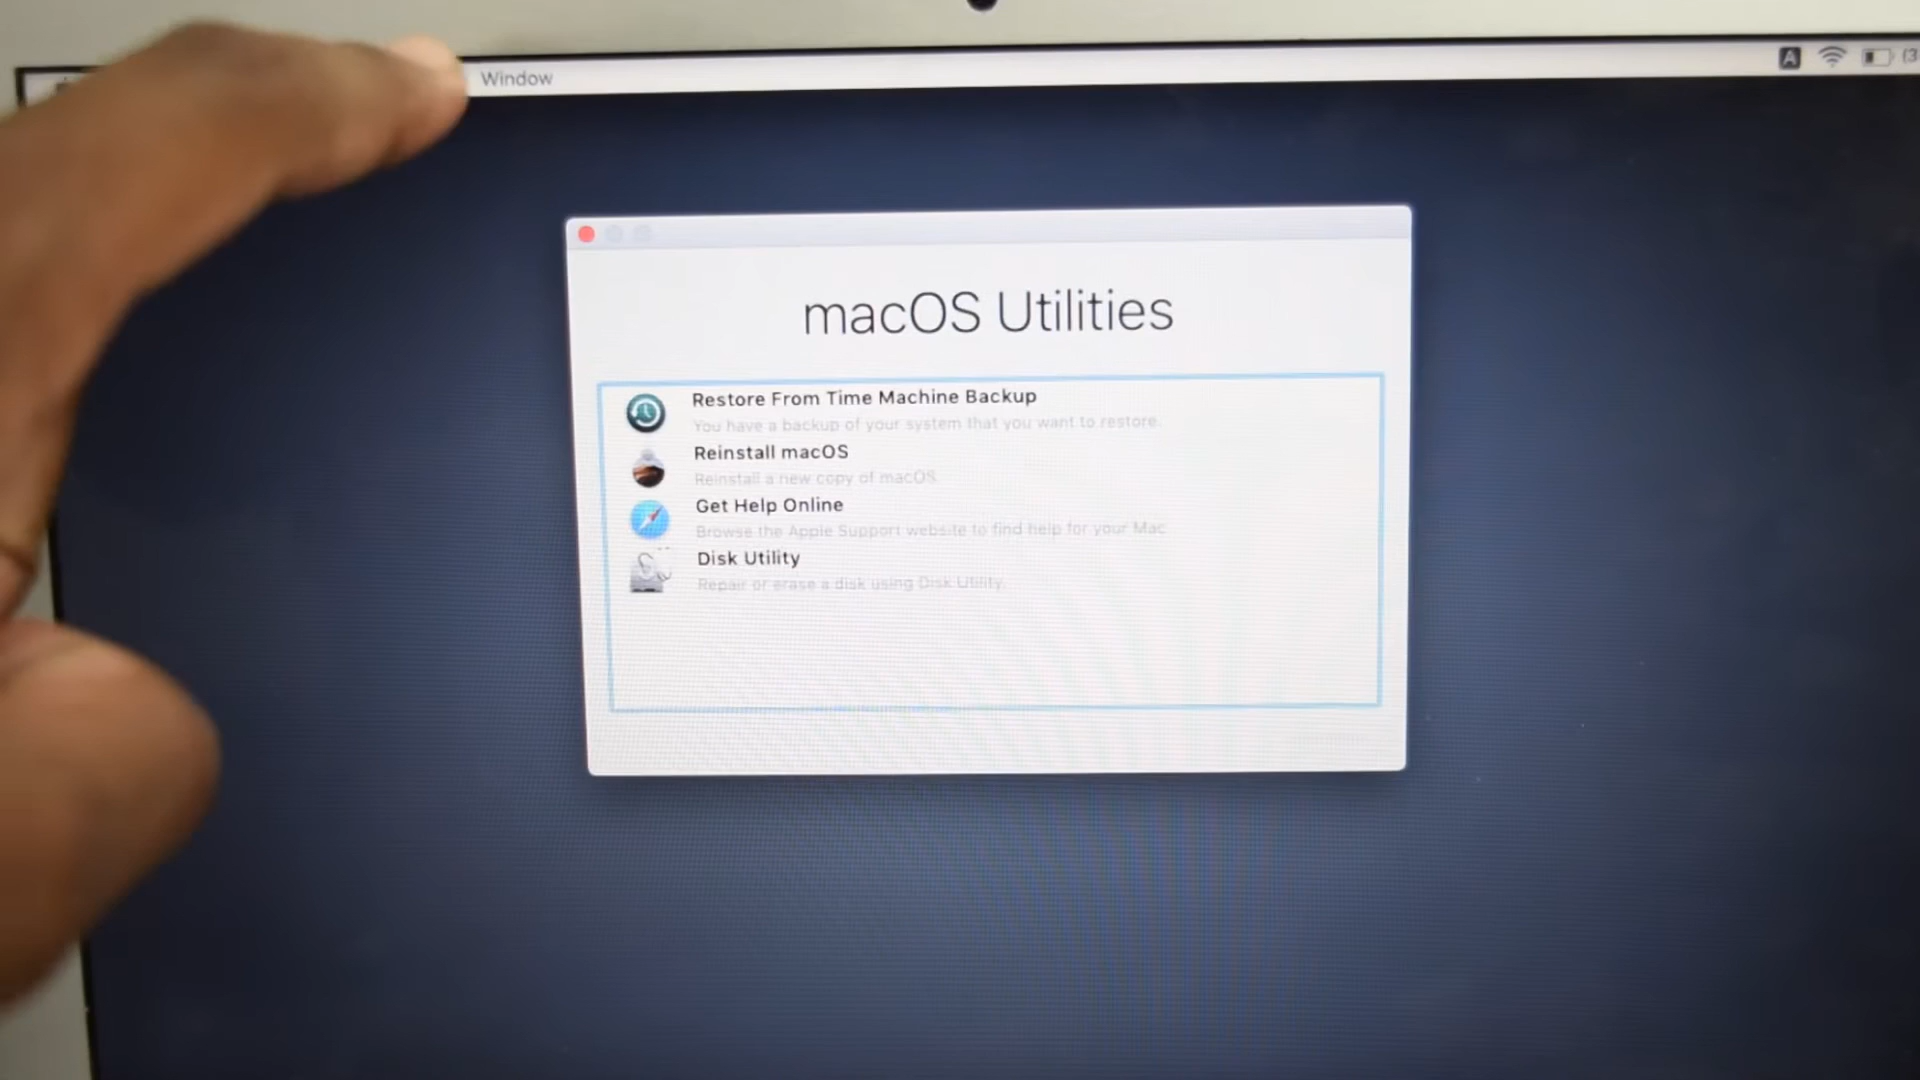 Window
A
(3
macOS Utilities
Restore From Time Machine Backup
You have a backup of your system that you want to restore.
Reinstall macOS
Reinstall a new copy of macOS.
Get Help Online
Browse the Apple Support website to find help for your Mac.
Disk Utility
Repair or erase a disk using Disk Utility.